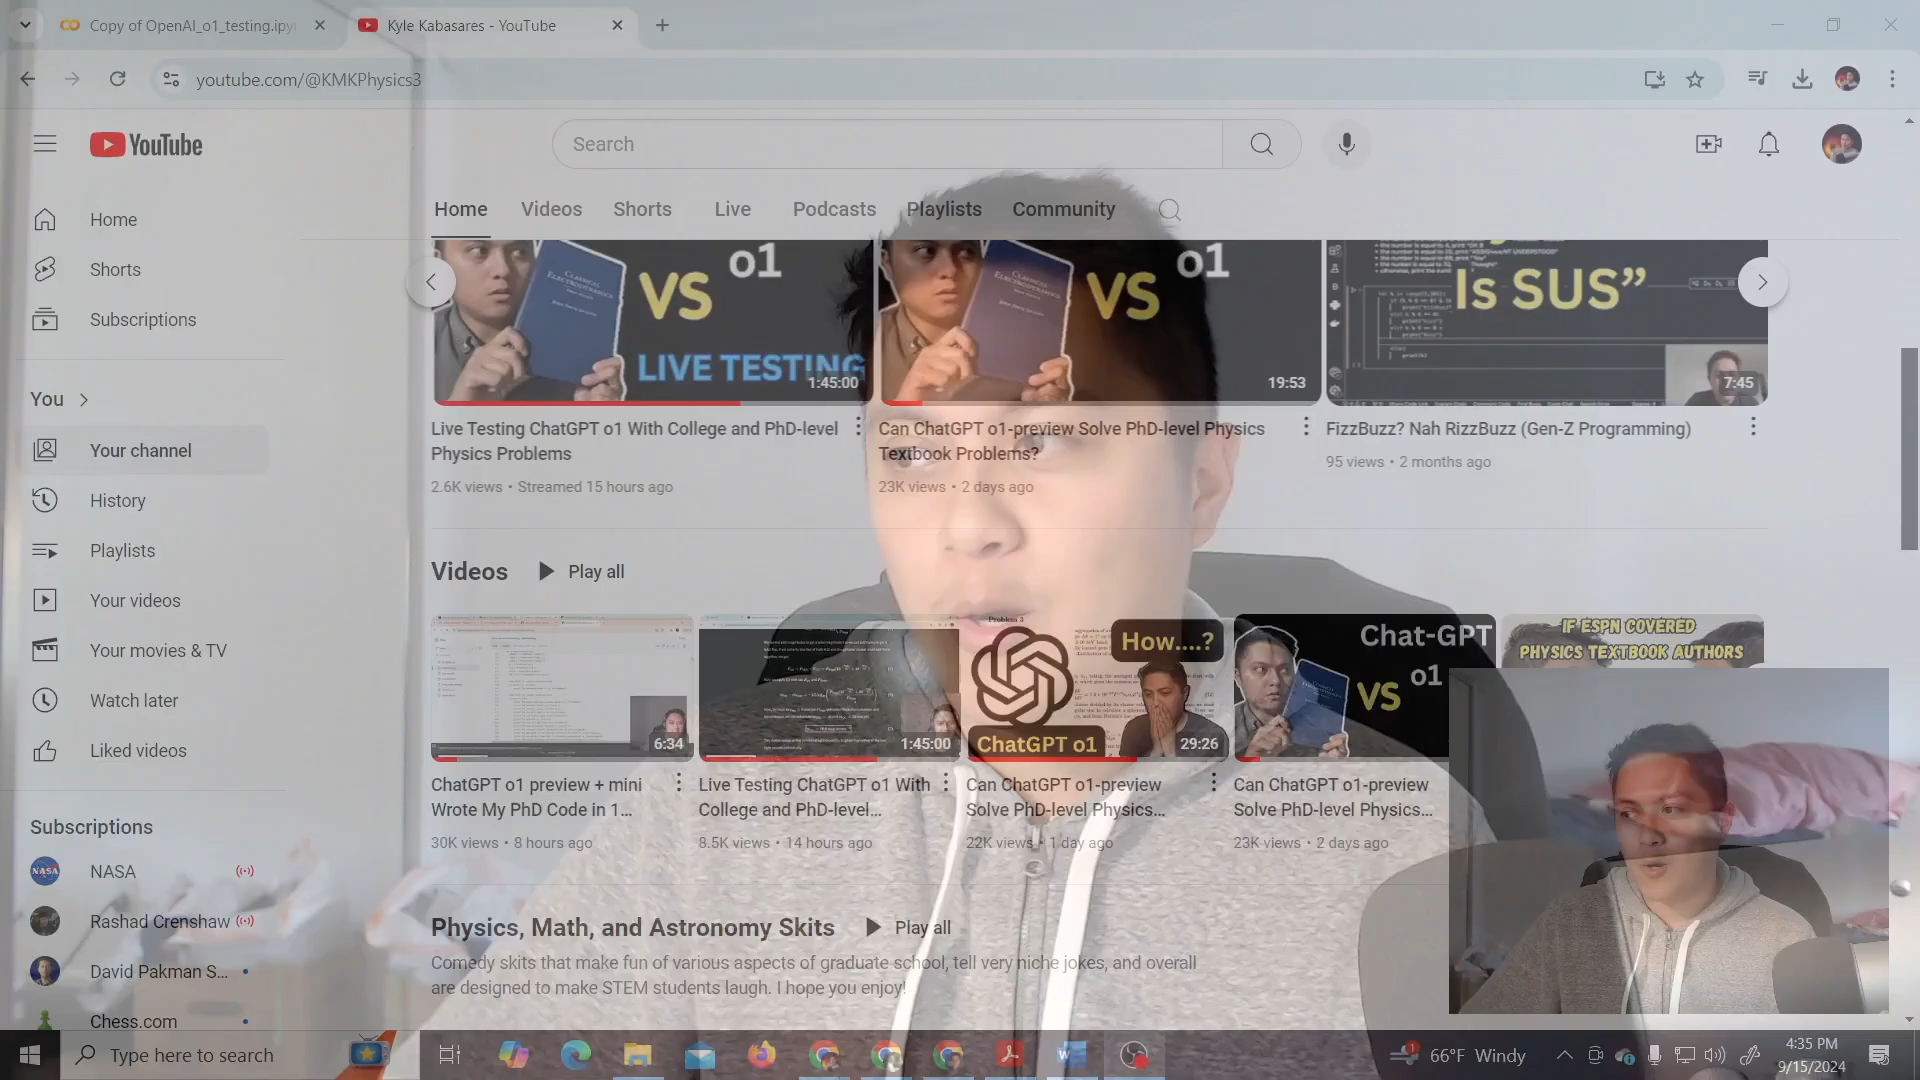 Copy of OpenAI_o1_testing.ipy
Kyle Kabasares - YouTube
youtube.com/@KMKPhysics3
YouTube
Search
Home
Videos
Shorts
Live
Podcasts
Playlists
Community
Home
Shorts
Subscriptions
You
Your channel
History
Playlists
Your videos
Your movies & TV
Watch later
Liked videos
Subscriptions
NASA
Rashad Crenshaw
David Pakman S...
Chess.com
CLASSICAL ELECTRODYNAMICS
VS o1
LIVE TESTING
1:45:00
Live Testing ChatGPT o1 With College and PhD-level
Physics Problems
2.6K views • Streamed 15 hours ago
VS o1
19:53
Can ChatGPT o1-preview Solve PhD-level Physics
Textbook Problems?
23K views • 2 days ago
Is SUS”
7:45
FizzBuzz? Nah RizzBuzz (Gen-Z Programming)
95 views • 2 months ago
Videos
Play all
6:34
ChatGPT o1 preview + mini
Wrote My PhD Code in 1...
30K views • 8 hours ago
1:45:00
Live Testing ChatGPT o1 With
College and PhD-level...
8.5K views • 14 hours ago
Problem 3
How....?
ChatGPT o1
29:26
Can ChatGPT o1-preview
Solve PhD-level Physics...
22K views • 1 day ago
Chat-GPT
o1
VS
Can ChatGPT o1-preview
Solve PhD-level Physics...
23K views • 2 days ago
IF ESPN COVERED
PHYSICS TEXTBOOK AUTHORS
Physics, Math, and Astronomy Skits
Play all
Comedy skits that make fun of various aspects of graduate school, tell very niche jokes, and overall
are designed to make STEM students laugh. I hope you enjoy!
Type here to search
1
66°F Windy
4:35 PM
9/15/2024